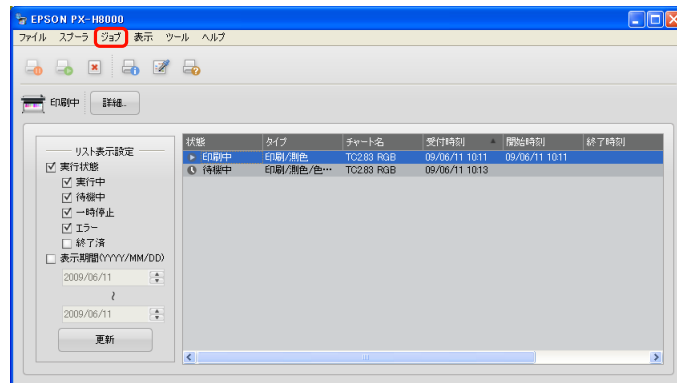 EPSON PX-H8000
ファイル スプーラ ジョブ 表示 ツール ヘルプ
印刷中 詳細...
リスト表示設定
実行状態
実行中
待機中
一時停止
エラー
終了済
表示期間(YYYY/MM/DD)
2009/06/11
～
2009/06/11
更新
状態 タイプ チャート名 受付時刻 開始時刻 終了時刻
印刷中 印刷/測色 TC2.83 RGB 09/06/11 10:11 09/06/11 10:11
待機中 印刷/測色/色… TC2.83 RGB 09/06/11 10:13